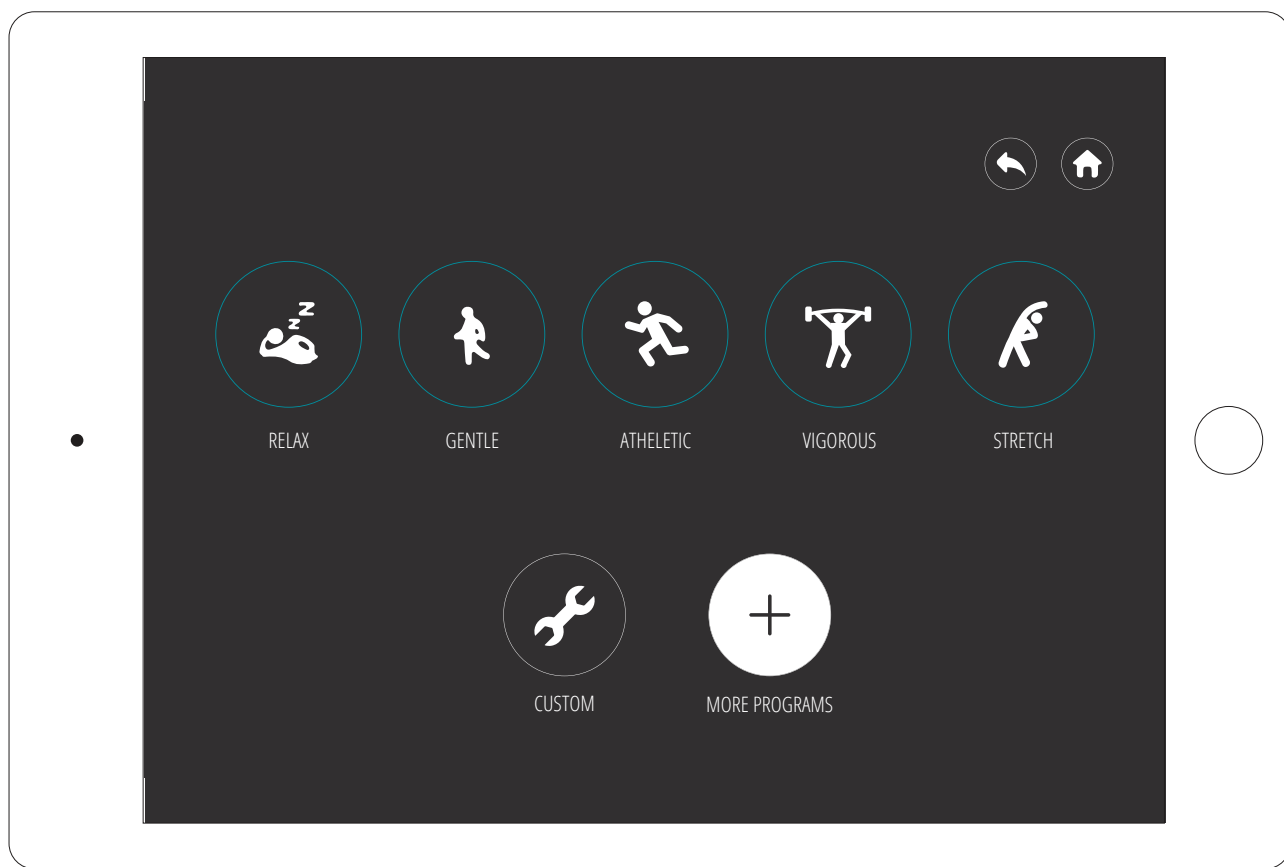 RELAX
GENTLE
ATHELETIC
VIGOROUS
STRETCH
CUSTOM
MORE PROGRAMS